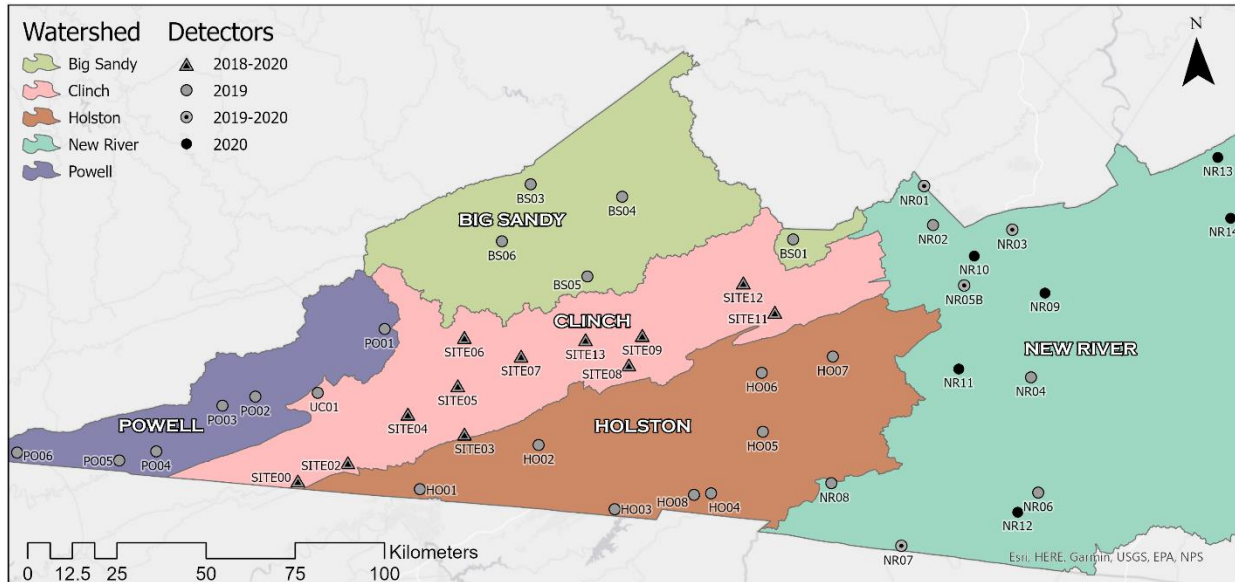 Watershed
Big Sandy
Clinch
Holston
New River
Powell
Detectors
2018-2020
2019
2019-2020
2020
N
NR13
NR14
BS03
BS04
BIG SANDY
BS06
BS05
BS01
NR01
NR02
NR03
NR10
NR05B
NR09
NEW RIVER
SITE12
SITE11
CLINCH
PO01
SITE06
SITE13
SITE09
SITE07
SITE08
NR11
NR04
HO07
HO06
UC01
SITE05
PO02
PO03
POWELL
SITE04
SITE03
HOLSTON
HO05
HO02
PO06
PO05
PO04
SITE02
SITE00
HO01
HO03
HO08
HO04
NR08
NR06
NR12
NR07
Kilometers
0 12.5 25 50 75 100
Esri, HERE, Garmin, USGS, EPA, NPS